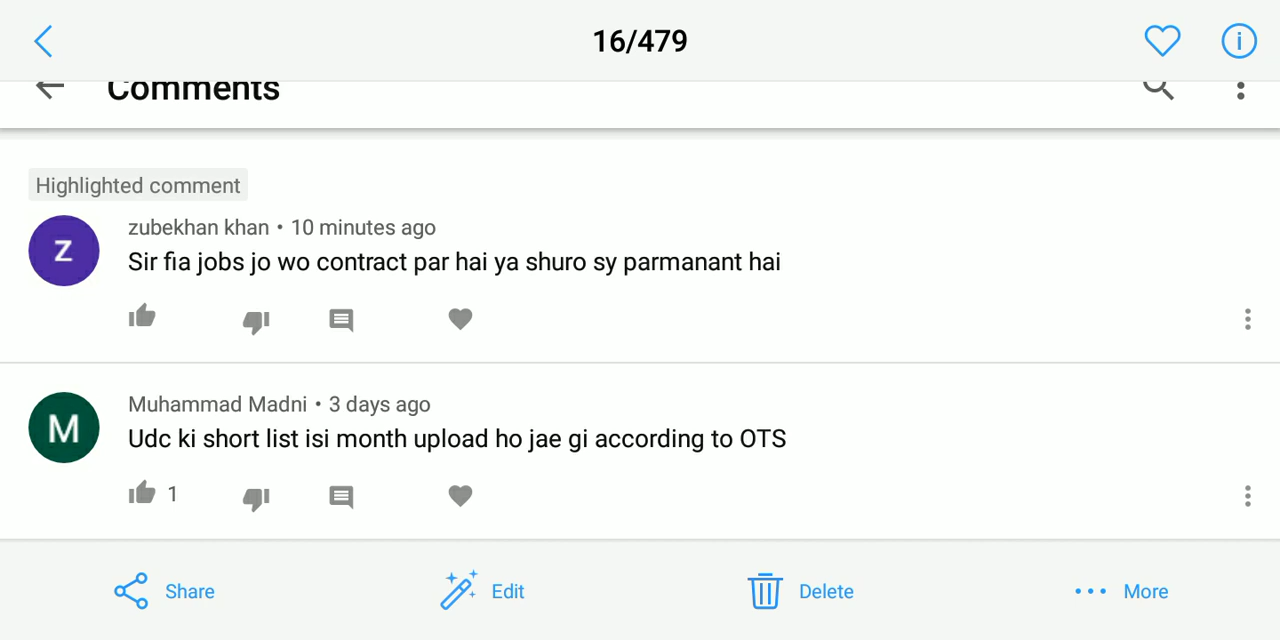 16/479
Comments
Highlighted comment
Z
zubekhan khan • 10 minutes ago
Sir fia jobs jo wo contract par hai ya shuro sy parmanant hai
M
Muhammad Madni • 3 days ago
Udc ki short list isi month upload ho jae gi according to OTS
1
Share Edit Delete More